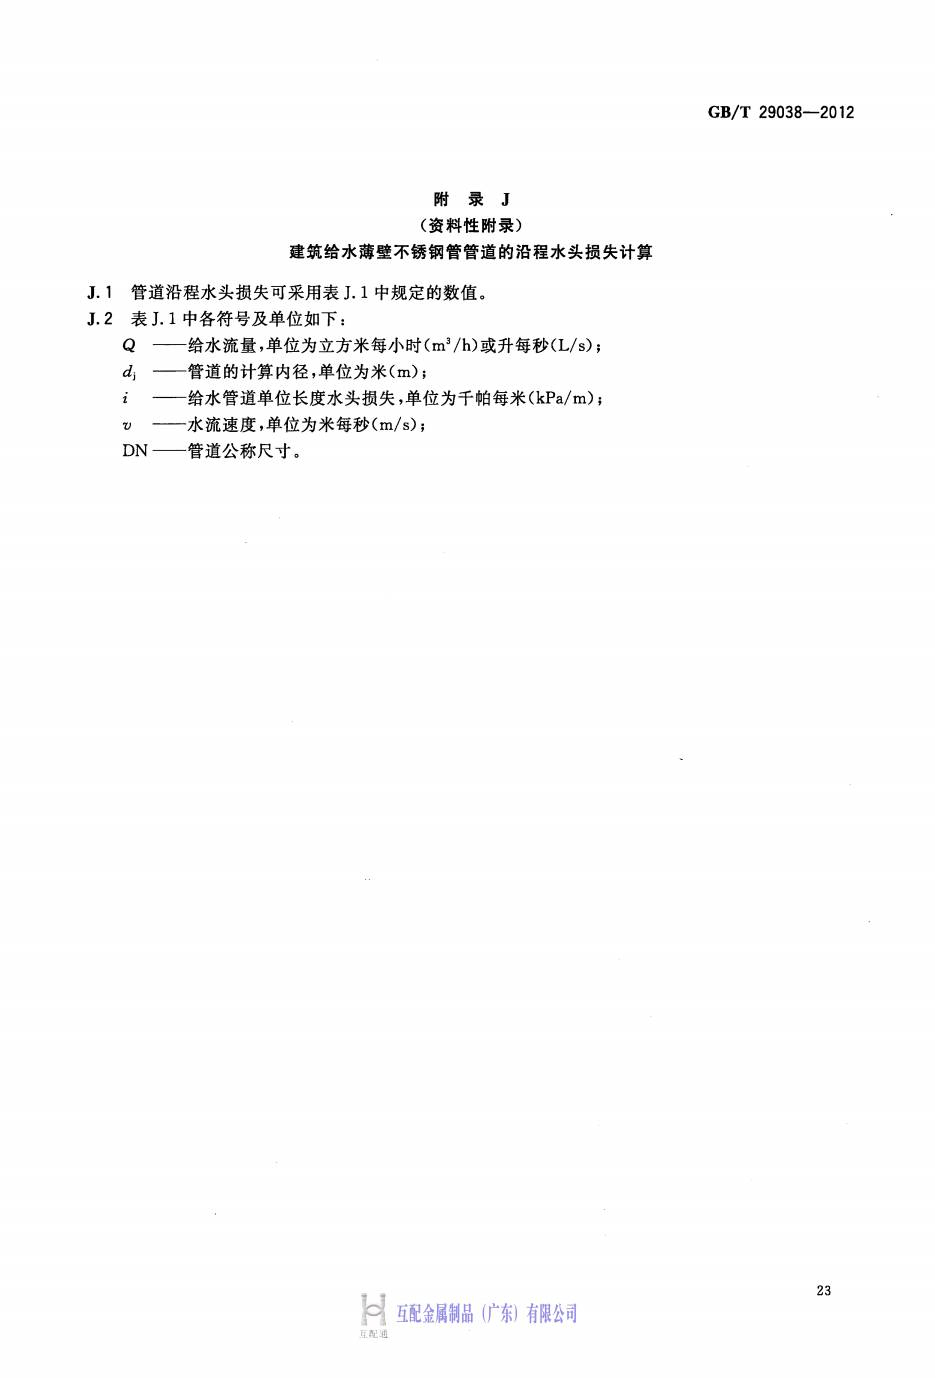 GB/T 29038—2012
附 录 J
(资料性附录)
建筑给水薄壁不锈钢管管道的沿程水头损失计算
J.1 管道沿程水头损失可采用表 J.1 中规定的数值。
J.2 表 J.1 中各符号及单位如下:
Q ——给水流量,单位为立方米每小时(m³/h)或升每秒(L/s);
dj ——管道的计算内径,单位为米(m);
i ——给水管道单位长度水头损失,单位为千帕每米(kPa/m);
v ——水流速度,单位为米每秒(m/s);
DN——管道公称尺寸。
23
互配金属制品(广东)有限公司
互配通